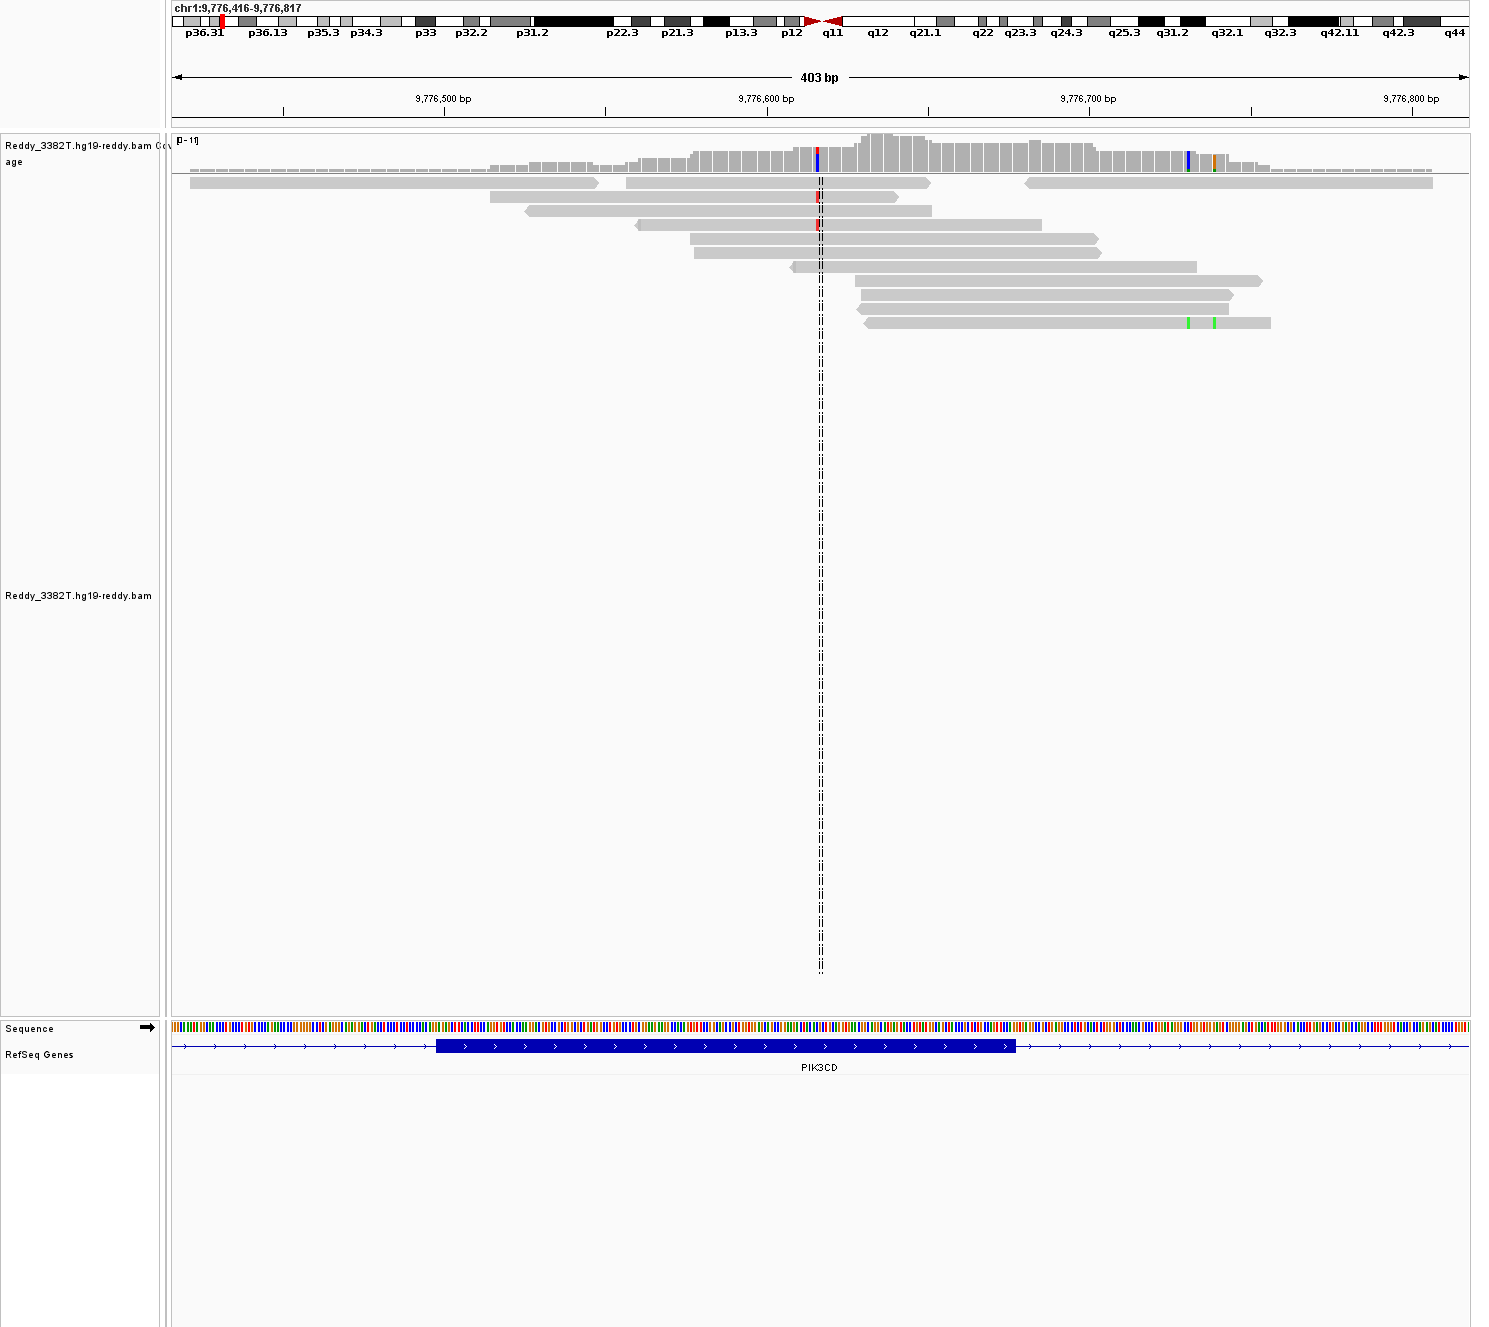 chr1:9,776,416-9,776,817
p36.31 p36.13 p35.3 p34.3 p33 p32.2 p31.2 p22.3 p21.3 p13.3 p12 q11 q12 q21.1 q22 q23.3 q24.3 q25.3 q31.2 q32.1 q32.3 q42.11 q42.3 q44
403 bp
9,776,500 bp 9,776,600 bp 9,776,700 bp 9,776,800 bp
Reddy_3382T.hg19-reddy.bam Cov
age
[0 - 11]
Reddy_3382T.hg19-reddy.bam
Sequence
RefSeq Genes
PIK3CD